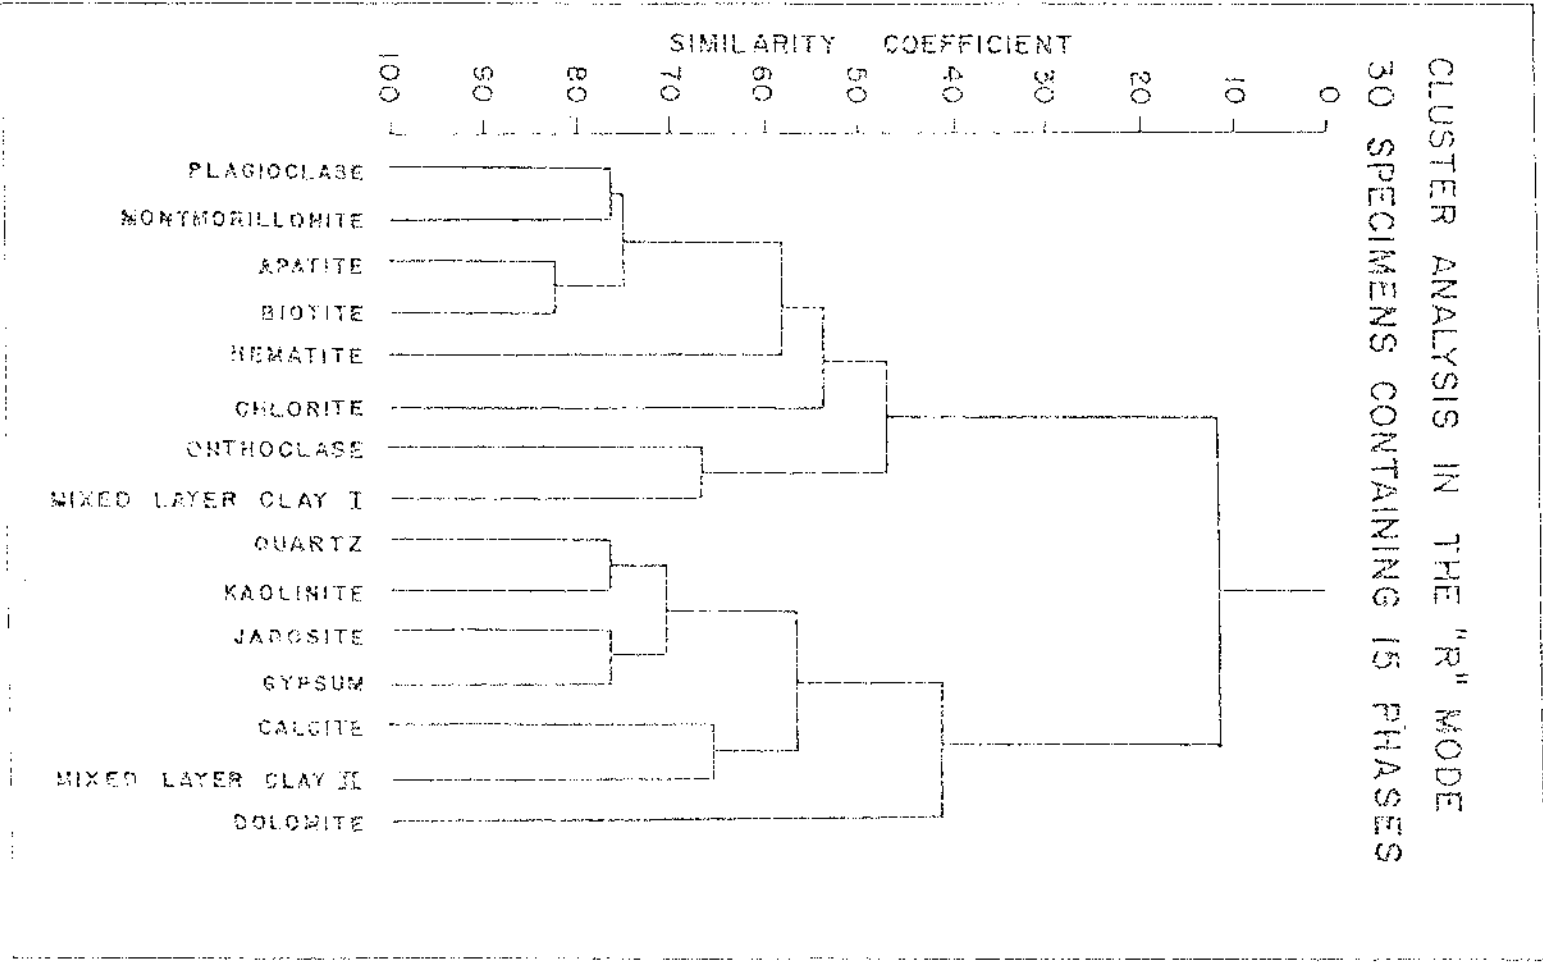 CLUSTER ANALYSIS IN THE "R" MODE
30 SPECIMENS CONTAINING 15 PHASES
SIMILARITY COEFFICIENT
100 90 80 70 60 50 40 30 20 10 0
PLAGIOCLASE
MONTMORILLONITE
APATITE
BIOTITE
HEMATITE
CHLORITE
ORTHOCLASE
MIXED LAYER CLAY I
QUARTZ
KAOLINITE
JAROSITE
GYPSUM
CALCITE
MIXED LAYER CLAY II
DOLOMITE